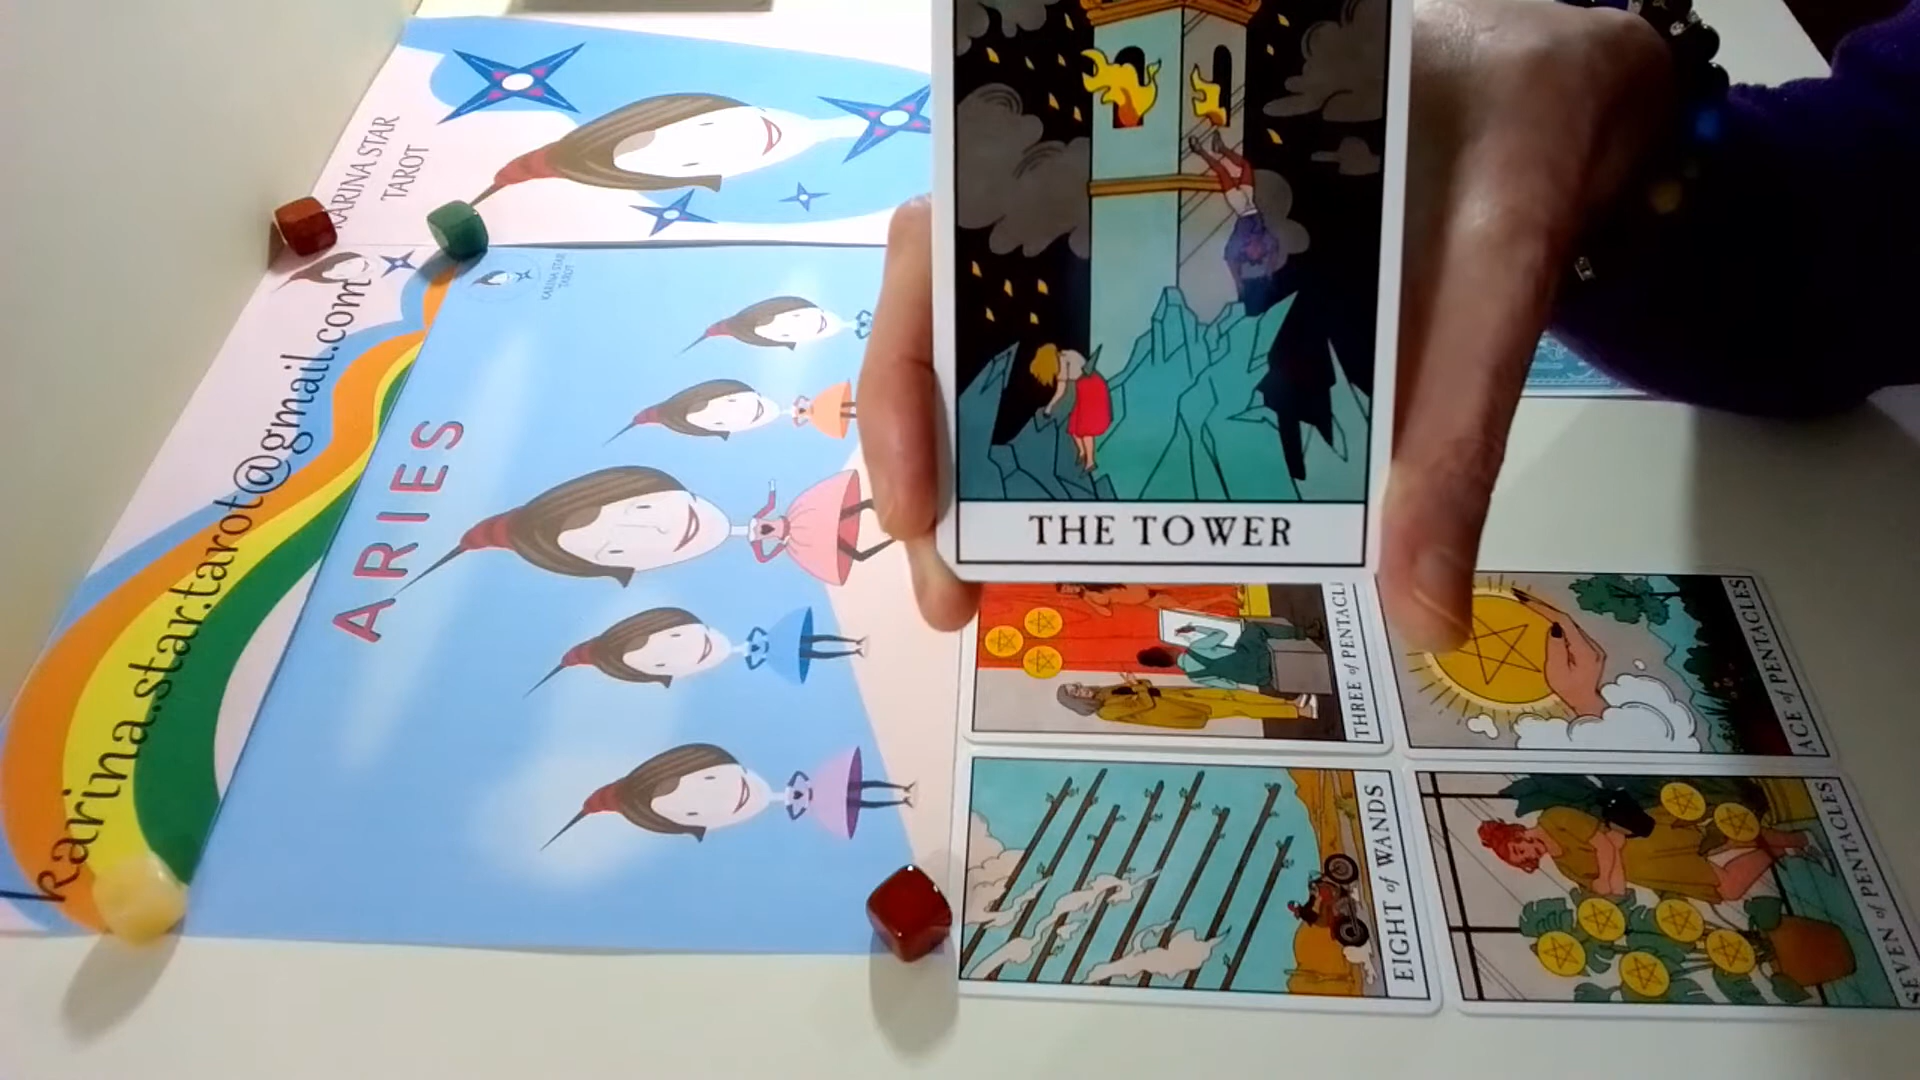 KARINA STAR
TAROT
karina.star.tarot@gmail.com
KARINA STAR
TAROT
ARIES
THE TOWER
THREE of PENTACL
ACE of PENTACLES
EIGHT of WANDS
SEVEN of PENTACLES